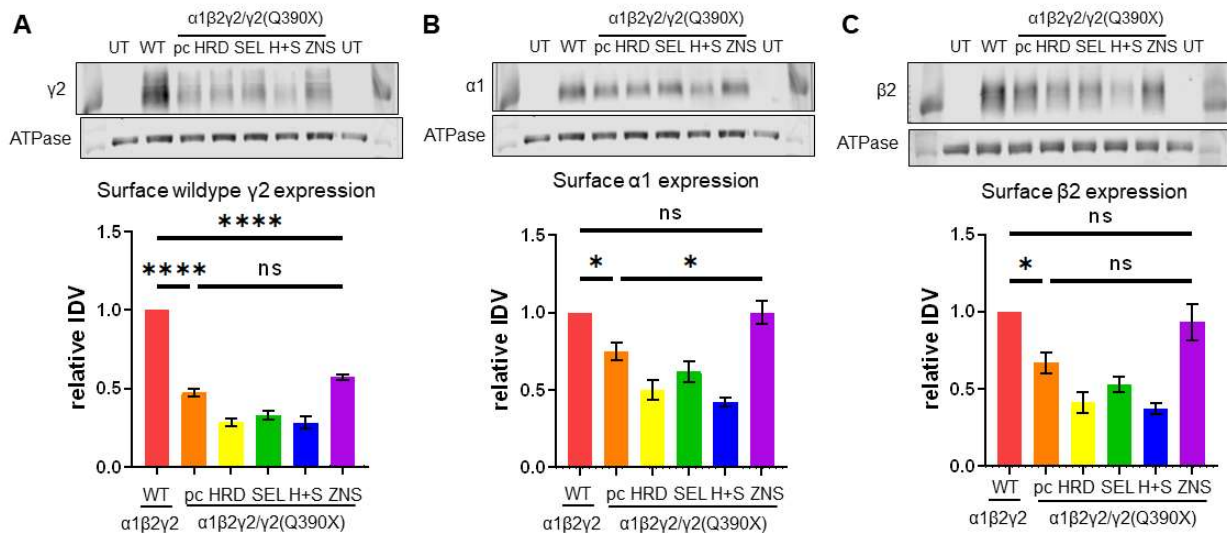 A
α1β2γ2/γ2(Q390X)
UT WT pc HRD SEL H+S ZNS UT
γ2
ATPase
Surface wildype γ2 expression
****
**** ns
1.5
1.0
0.5
0.0
relative IDV
WT pc HRD SEL H+S ZNS
α1β2γ2 α1β2γ2/γ2(Q390X)
B
α1β2γ2/γ2(Q390X)
UT WT pc HRD SEL H+S ZNS UT
α1
ATPase
Surface α1 expression
ns
* *
1.5
1.0
0.5
0.0
relative IDV
WT pc HRD SEL H+S ZNS
α1β2γ2 α1β2γ2/γ2(Q390X)
C
α1β2γ2/γ2(Q390X)
UT WT pc HRD SEL H+S ZNS UT
β2
ATPase
Surface β2 expression
ns
* ns
1.5
1.0
0.5
0.0
relative IDV
WT pc HRD SEL H+S ZNS
α1β2γ2 α1β2γ2/γ2(Q390X)